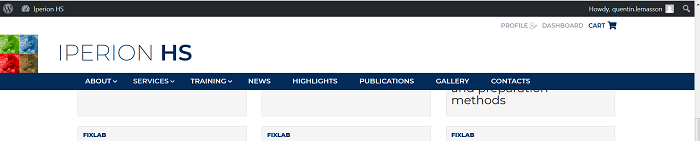 Iperion HS Howdy, quentin.lemasson
PROFILE DASHBOARD CART
IPERION HS
ABOUT SERVICES TRAINING NEWS HIGHLIGHTS PUBLICATIONS GALLERY CONTACTS
and preparation
methods
FIXLAB FIXLAB FIXLAB